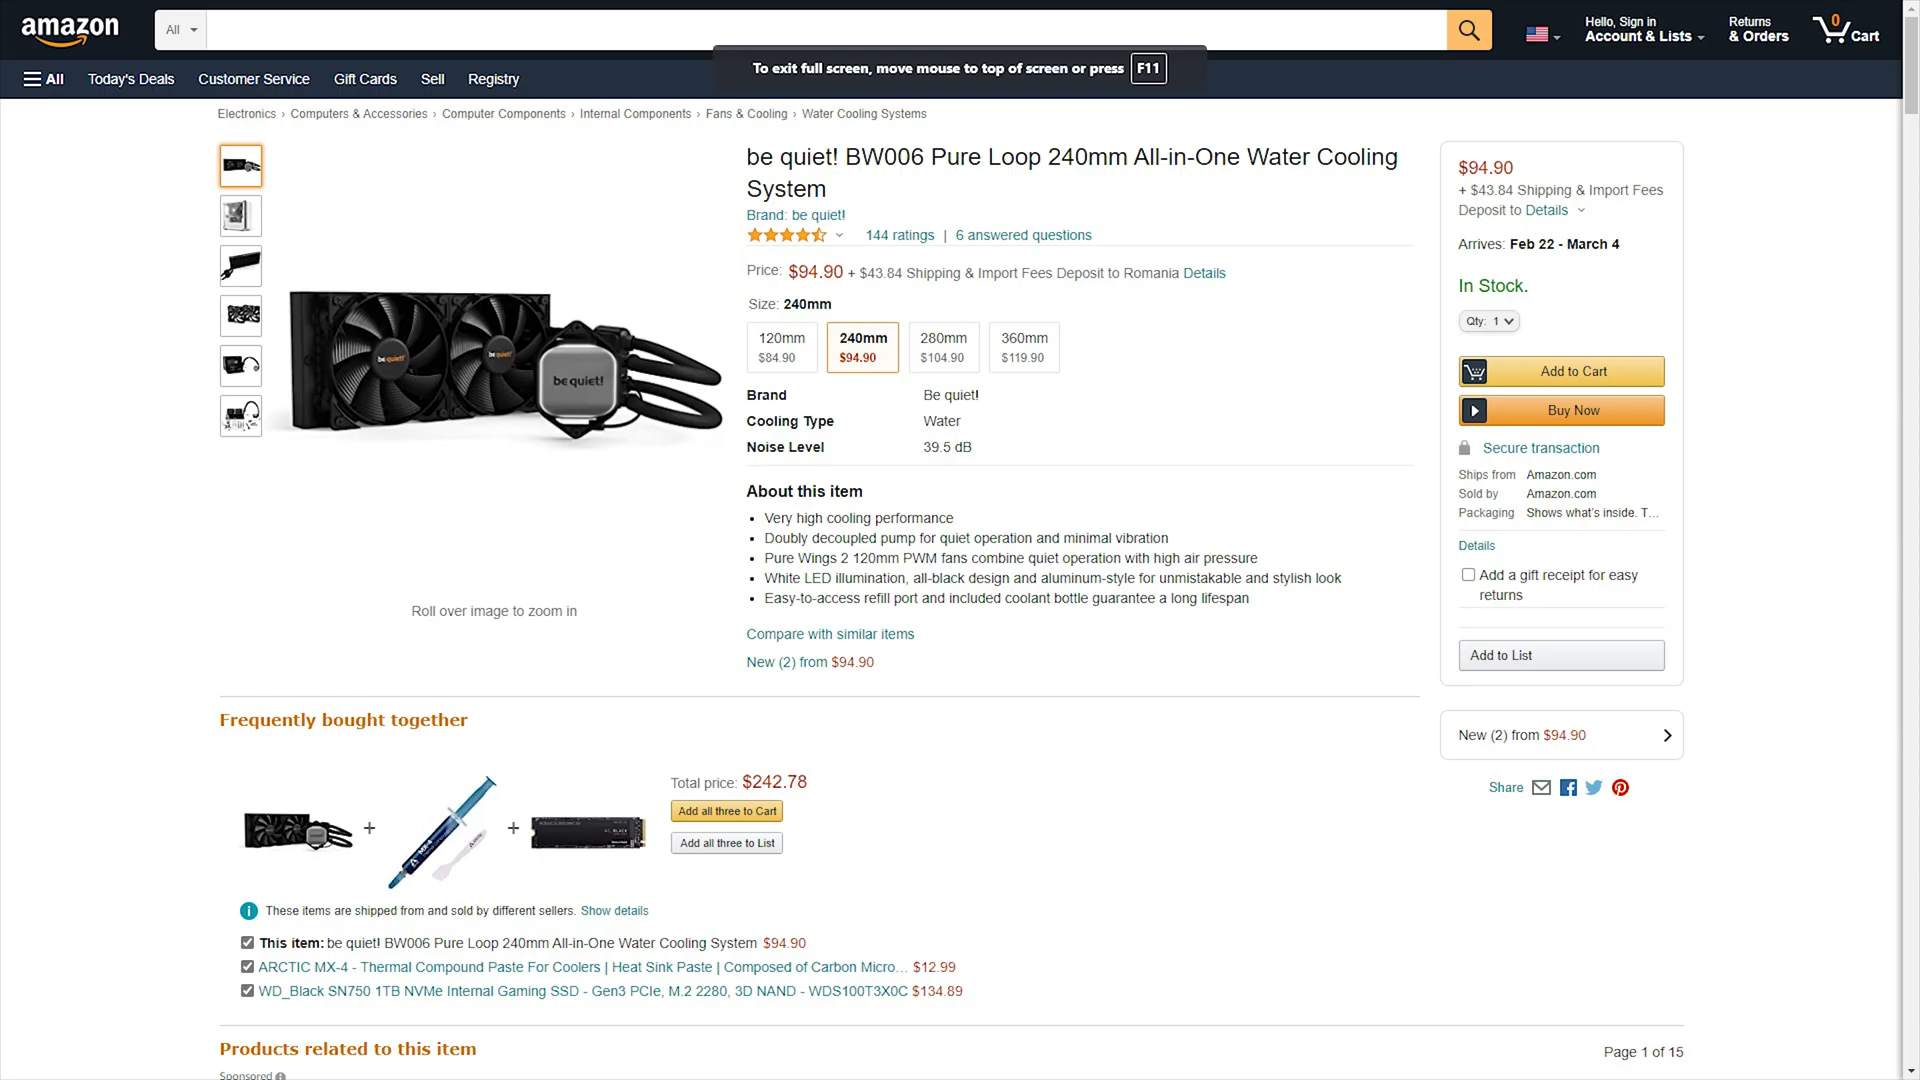 amazon
All
Hello, Sign in
Account & Lists
Returns
& Orders
0
Cart
All
Today's Deals
Customer Service
Gift Cards
Sell
Registry
To exit full screen, move mouse to top of screen or press F11
Electronics › Computers & Accessories › Computer Components › Internal Components › Fans & Cooling › Water Cooling Systems
be quiet!
be quiet!
be quiet!
Roll over image to zoom in
be quiet! BW006 Pure Loop 240mm All-in-One Water Cooling
System
Brand: be quiet!
144 ratings | 6 answered questions
Price: $94.90 + $43.84 Shipping & Import Fees Deposit to Romania Details
Size: 240mm
120mm
$84.90
240mm
$94.90
280mm
$104.90
360mm
$119.90
Brand Be quiet!
Cooling Type Water
Noise Level 39.5 dB
About this item
• Very high cooling performance
• Doubly decoupled pump for quiet operation and minimal vibration
• Pure Wings 2 120mm PWM fans combine quiet operation with high air pressure
• White LED illumination, all-black design and aluminum-style for unmistakable and stylish look
• Easy-to-access refill port and included coolant bottle guarantee a long lifespan
Compare with similar items
New (2) from $94.90
$94.90
+ $43.84 Shipping & Import Fees
Deposit to Details
Arrives: Feb 22 - March 4
In Stock.
Qty: 1
Add to Cart
Buy Now
Secure transaction
Ships from Amazon.com
Sold by Amazon.com
Packaging Shows what's inside. T...
Details
Add a gift receipt for easy
returns
Add to List
New (2) from $94.90
Share
Frequently bought together
+
MX-4
+
Total price: $242.78
Add all three to Cart
Add all three to List
These items are shipped from and sold by different sellers. Show details
This item: be quiet! BW006 Pure Loop 240mm All-in-One Water Cooling System $94.90
ARCTIC MX-4 - Thermal Compound Paste For Coolers | Heat Sink Paste | Composed of Carbon Micro... $12.99
WD_Black SN750 1TB NVMe Internal Gaming SSD - Gen3 PCIe, M.2 2280, 3D NAND - WDS100T3X0C $134.89
Products related to this item
Page 1 of 15
Sponsored